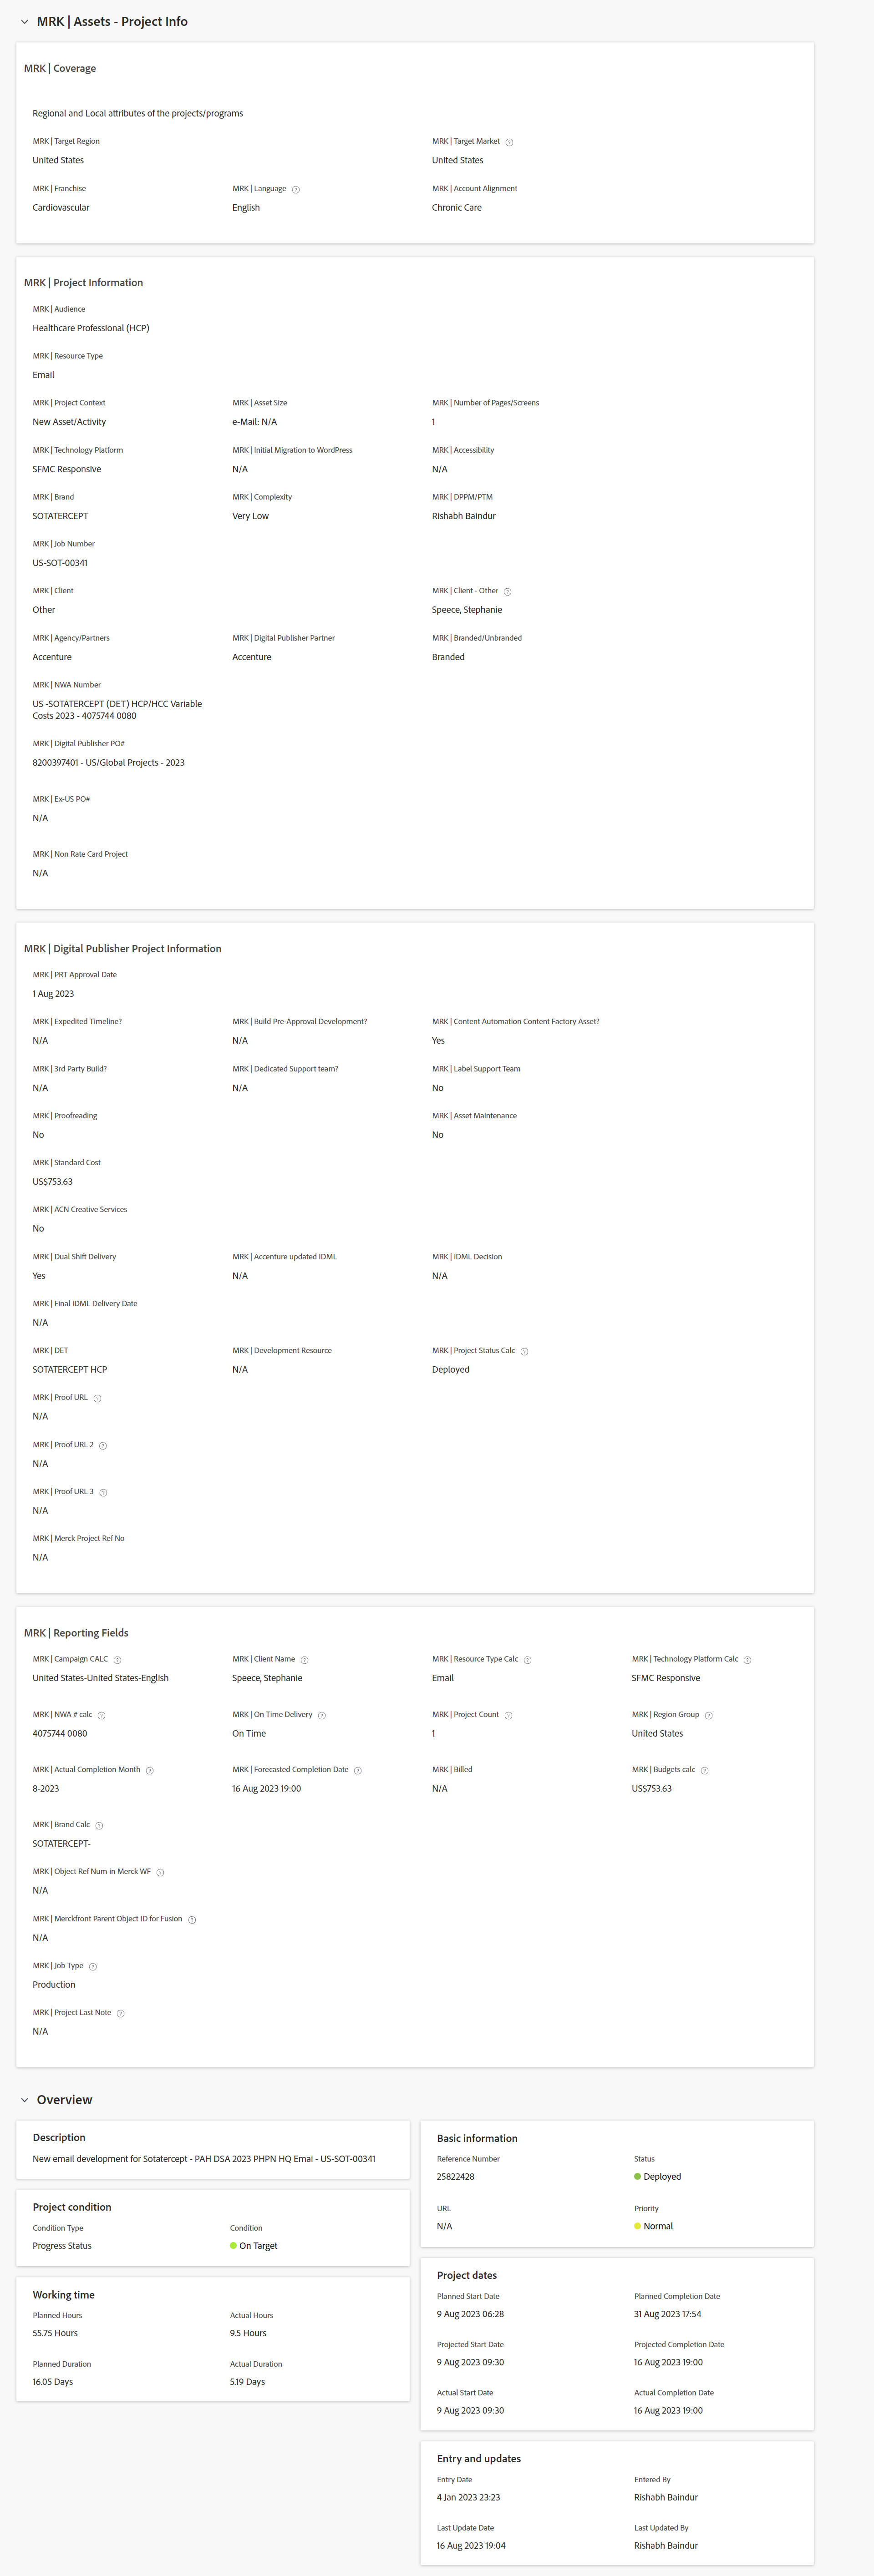 MRK | Assets - Project Info
MRK | Coverage
Regional and Local attributes of the projects/programs
MRK | Target Region
MRK | Target Market
United States
United States
MRK | Franchise
MRK | Language
MRK | Account Alignment
Cardiovascular
English
Chronic Care
MRK | Project Information
MRK | Audience
Healthcare Professional (HCP)
MRK | Resource Type
Email
MRK | Project Context
MRK | Asset Size
MRK | Number of Pages/Screens
New Asset/Activity
e-Mail: N/A
1
MRK | Technology Platform
MRK | Initial Migration to WordPress
MRK | Accessibility
SFMC Responsive
N/A
N/A
MRK | Brand
MRK | Complexity
MRK | DPPM/PTM
SOTATERCEPT
Very Low
Rishabh Baindur
MRK | Job Number
US-SOT-00341
MRK | Client
MRK | Client - Other
Other
Speece, Stephanie
MRK | Agency/Partners
MRK | Digital Publisher Partner
MRK | Branded/Unbranded
Accenture
Accenture
Branded
MRK | NWA Number
US -SOTATERCEPT (DET) HCP/HCC Variable
Costs 2023 - 4075744 0080
MRK | Digital Publisher PO#
8200397401 - US/Global Projects - 2023
MRK | Ex-US PO#
N/A
MRK | Non Rate Card Project
N/A
MRK | Digital Publisher Project Information
MRK | PRT Approval Date
1 Aug 2023
MRK | Expedited Timeline?
MRK | Build Pre-Approval Development?
MRK | Content Automation Content Factory Asset?
N/A
N/A
Yes
MRK | 3rd Party Build?
MRK | Dedicated Support team?
MRK | Label Support Team
N/A
N/A
No
MRK | Proofreading
MRK | Asset Maintenance
No
No
MRK | Standard Cost
US$753.63
MRK | ACN Creative Services
No
MRK | Dual Shift Delivery
MRK | Accenture updated IDML
MRK | IDML Decision
Yes
N/A
N/A
MRK | Final IDML Delivery Date
N/A
MRK | DET
MRK | Development Resource
MRK | Project Status Calc
SOTATERCEPT HCP
N/A
Deployed
MRK | Proof URL
N/A
MRK | Proof URL 2
N/A
MRK | Proof URL 3
N/A
MRK | Merck Project Ref No
N/A
MRK | Reporting Fields
MRK | Campaign CALC
MRK | Client Name
MRK | Resource Type Calc
MRK | Technology Platform Calc
United States-United States-English
Speece, Stephanie
Email
SFMC Responsive
MRK | NWA # calc
MRK | On Time Delivery
MRK | Project Count
MRK | Region Group
4075744 0080
On Time
1
United States
MRK | Actual Completion Month
MRK | Forecasted Completion Date
MRK | Billed
MRK | Budgets calc
8-2023
16 Aug 2023 19:00
N/A
US$753.63
MRK | Brand Calc
SOTATERCEPT-
MRK | Object Ref Num in Merck WF
N/A
MRK | Merckfront Parent Object ID for Fusion
N/A
MRK | Job Type
Production
MRK | Project Last Note
N/A
Overview
Description
New email development for Sotatercept - PAH DSA 2023 PHPN HQ Emai - US-SOT-00341
Project condition
Condition Type
Condition
Progress Status
On Target
Working time
Planned Hours
Actual Hours
55.75 Hours
9.5 Hours
Planned Duration
Actual Duration
16.05 Days
5.19 Days
Basic information
Reference Number
Status
25822428
Deployed
URL
Priority
N/A
Normal
Project dates
Planned Start Date
Planned Completion Date
9 Aug 2023 06:28
31 Aug 2023 17:54
Projected Start Date
Projected Completion Date
9 Aug 2023 09:30
16 Aug 2023 19:00
Actual Start Date
Actual Completion Date
9 Aug 2023 09:30
16 Aug 2023 19:00
Entry and updates
Entry Date
Entered By
4 Jan 2023 23:23
Rishabh Baindur
Last Update Date
Last Updated By
16 Aug 2023 19:04
Rishabh Baindur